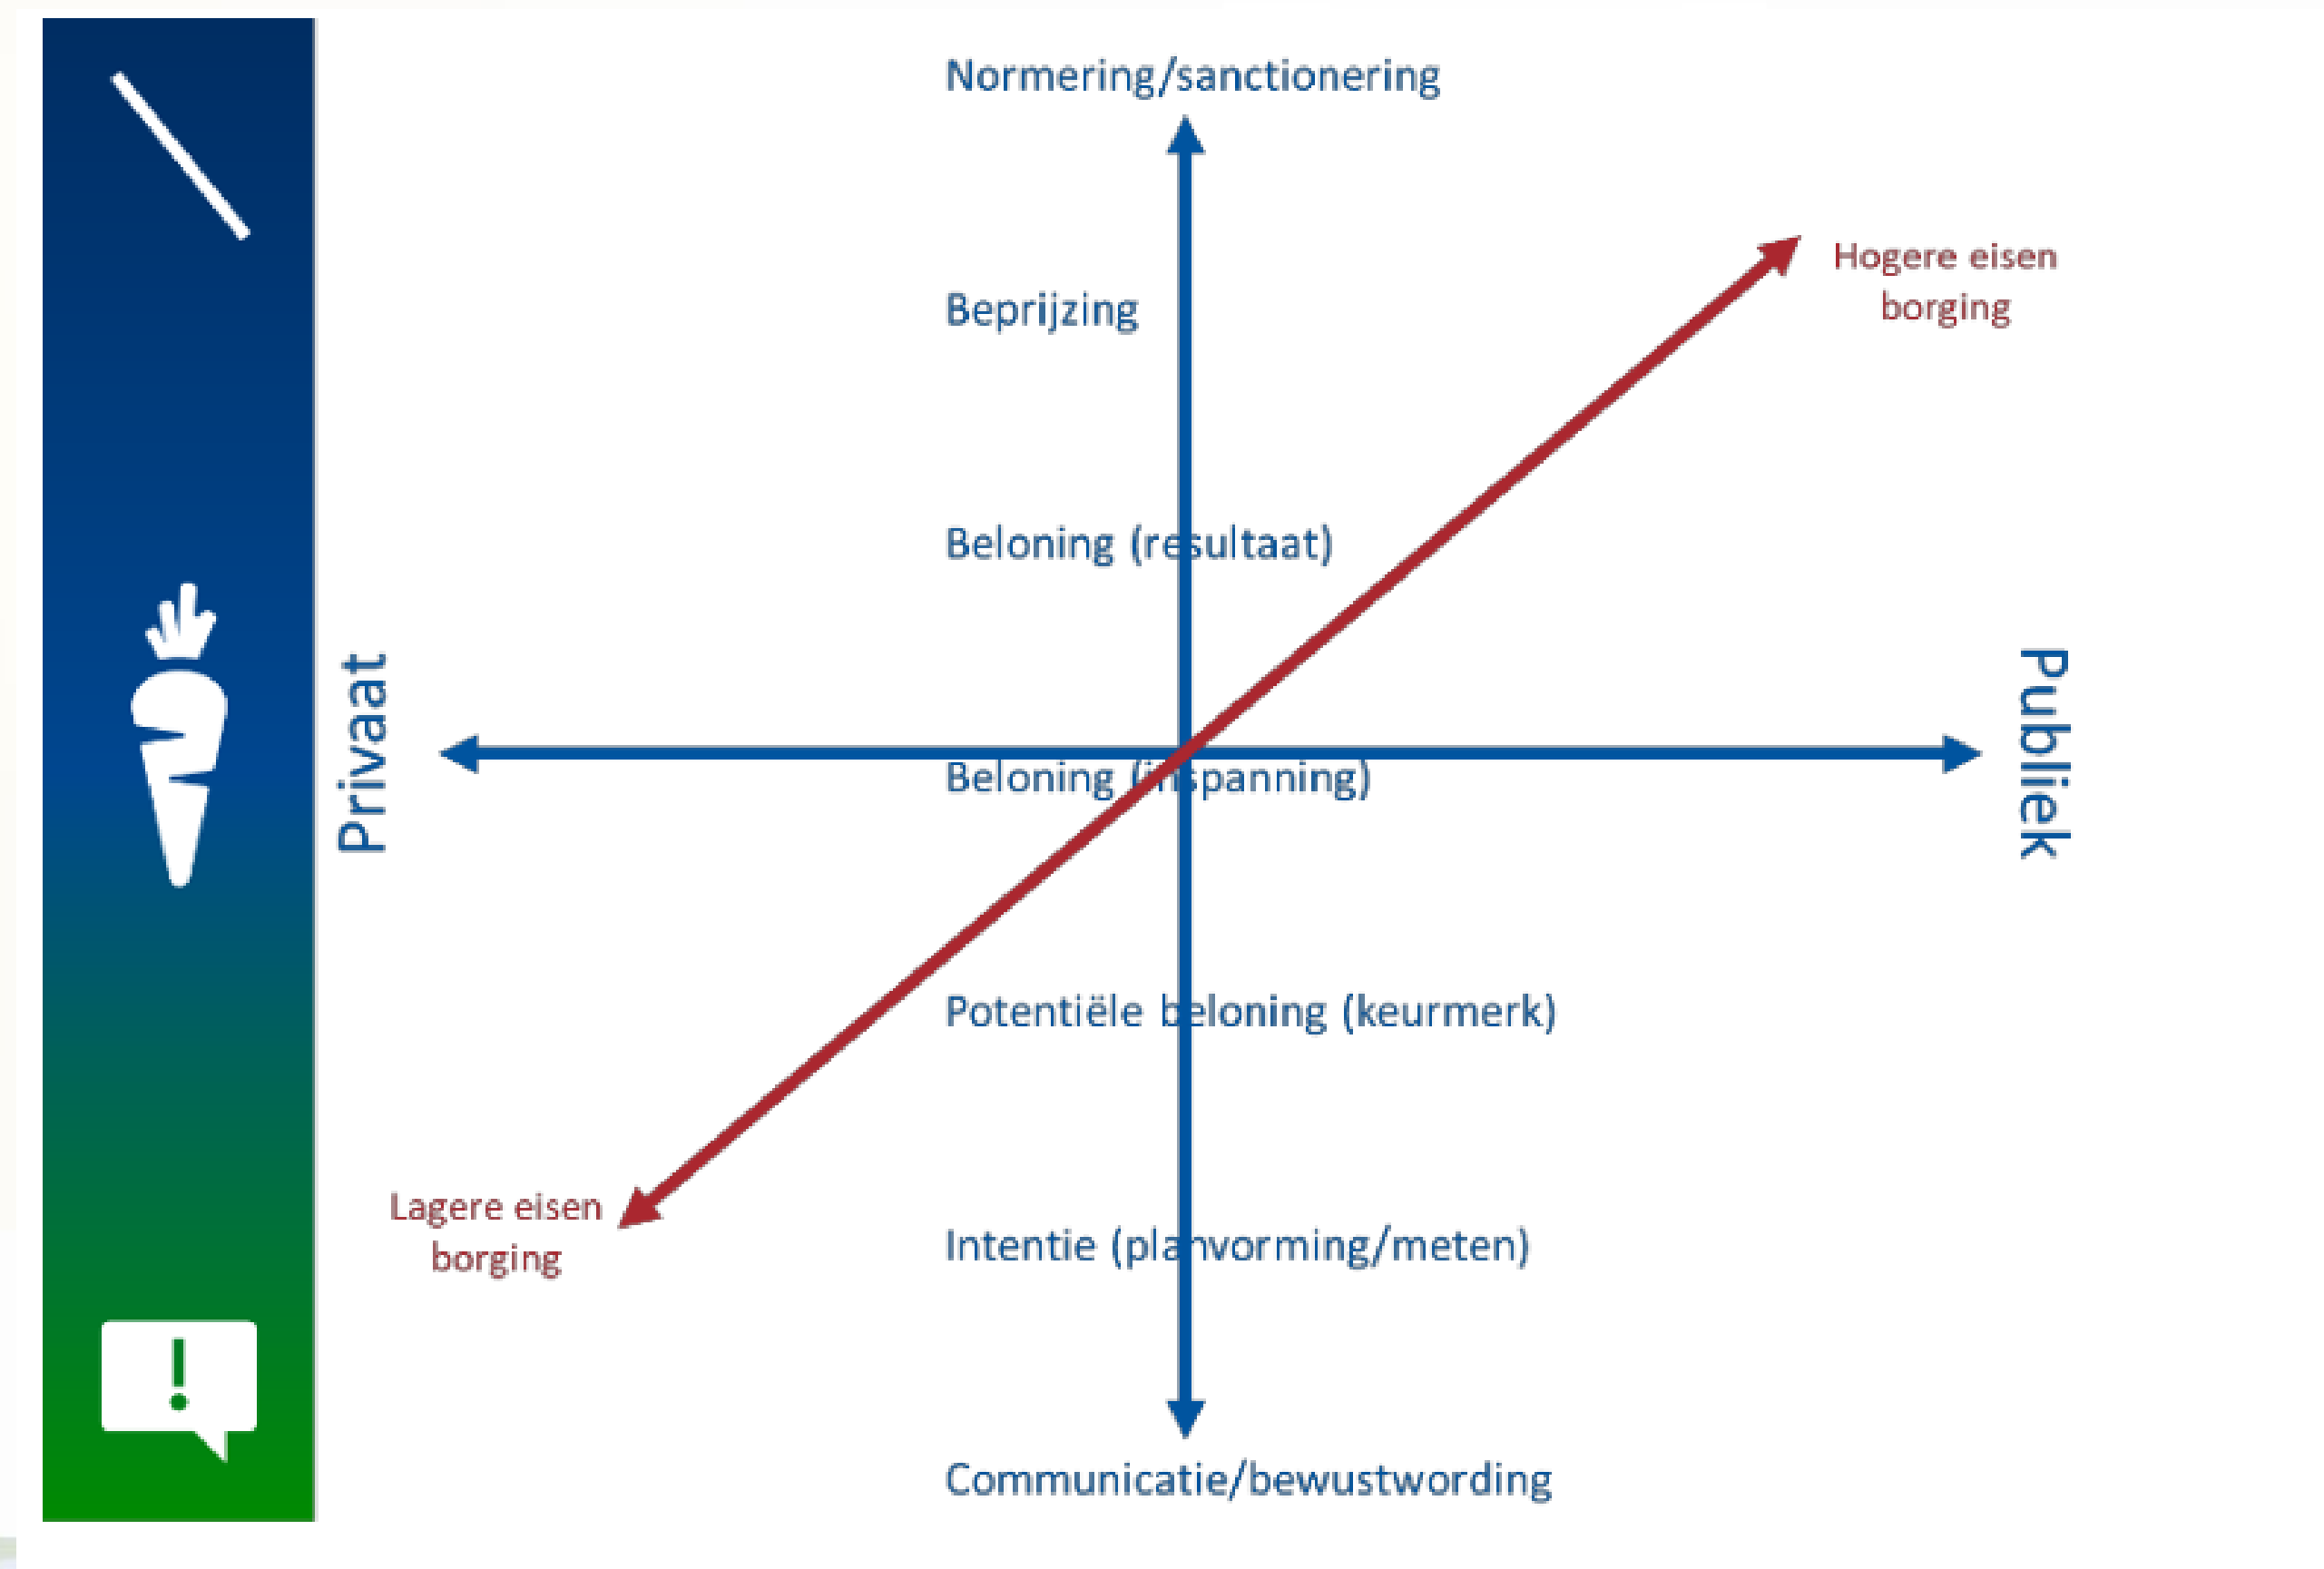 Normering/sanctionering
Hogere eisen
borging
Beprijzing
Beloning (resultaat)
Privaat
Publiek
Beloning (inspanning)
Potentiële beloning (keurmerk)
Lagere eisen
borging
Intentie (planvorming/meten)
!
Communicatie/bewustwording